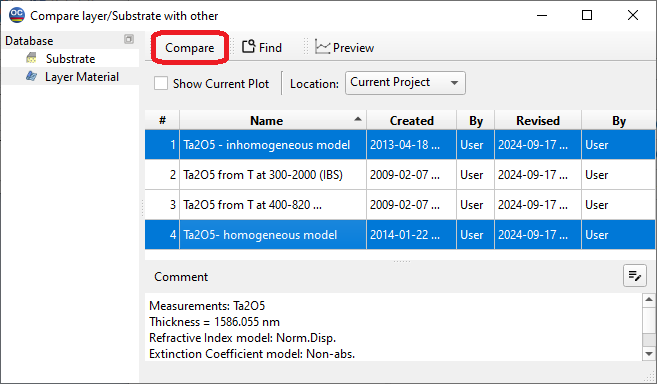 OC Compare layer/Substrate with other
Database
Substrate
Layer Material
Compare Find Preview
Show Current Plot Location: Current Project
# Name Created By Revised By
1 Ta2O5 - inhomogeneous model 2013-04-18 ... User 2024-09-17 ... User
2 Ta2O5 from T at 300-2000 (IBS) 2009-02-07 ... User 2024-09-17 ... User
3 Ta2O5 from T at 400-820 ... 2009-02-07 ... User 2024-09-17 ... User
4 Ta2O5- homogeneous model 2014-01-22 ... User 2024-09-17 ... User
Comment
Measurements: Ta2O5
Thickness = 1586.055 nm
Refractive Index model: Norm.Disp.
Extinction Coefficient model: Non-abs.